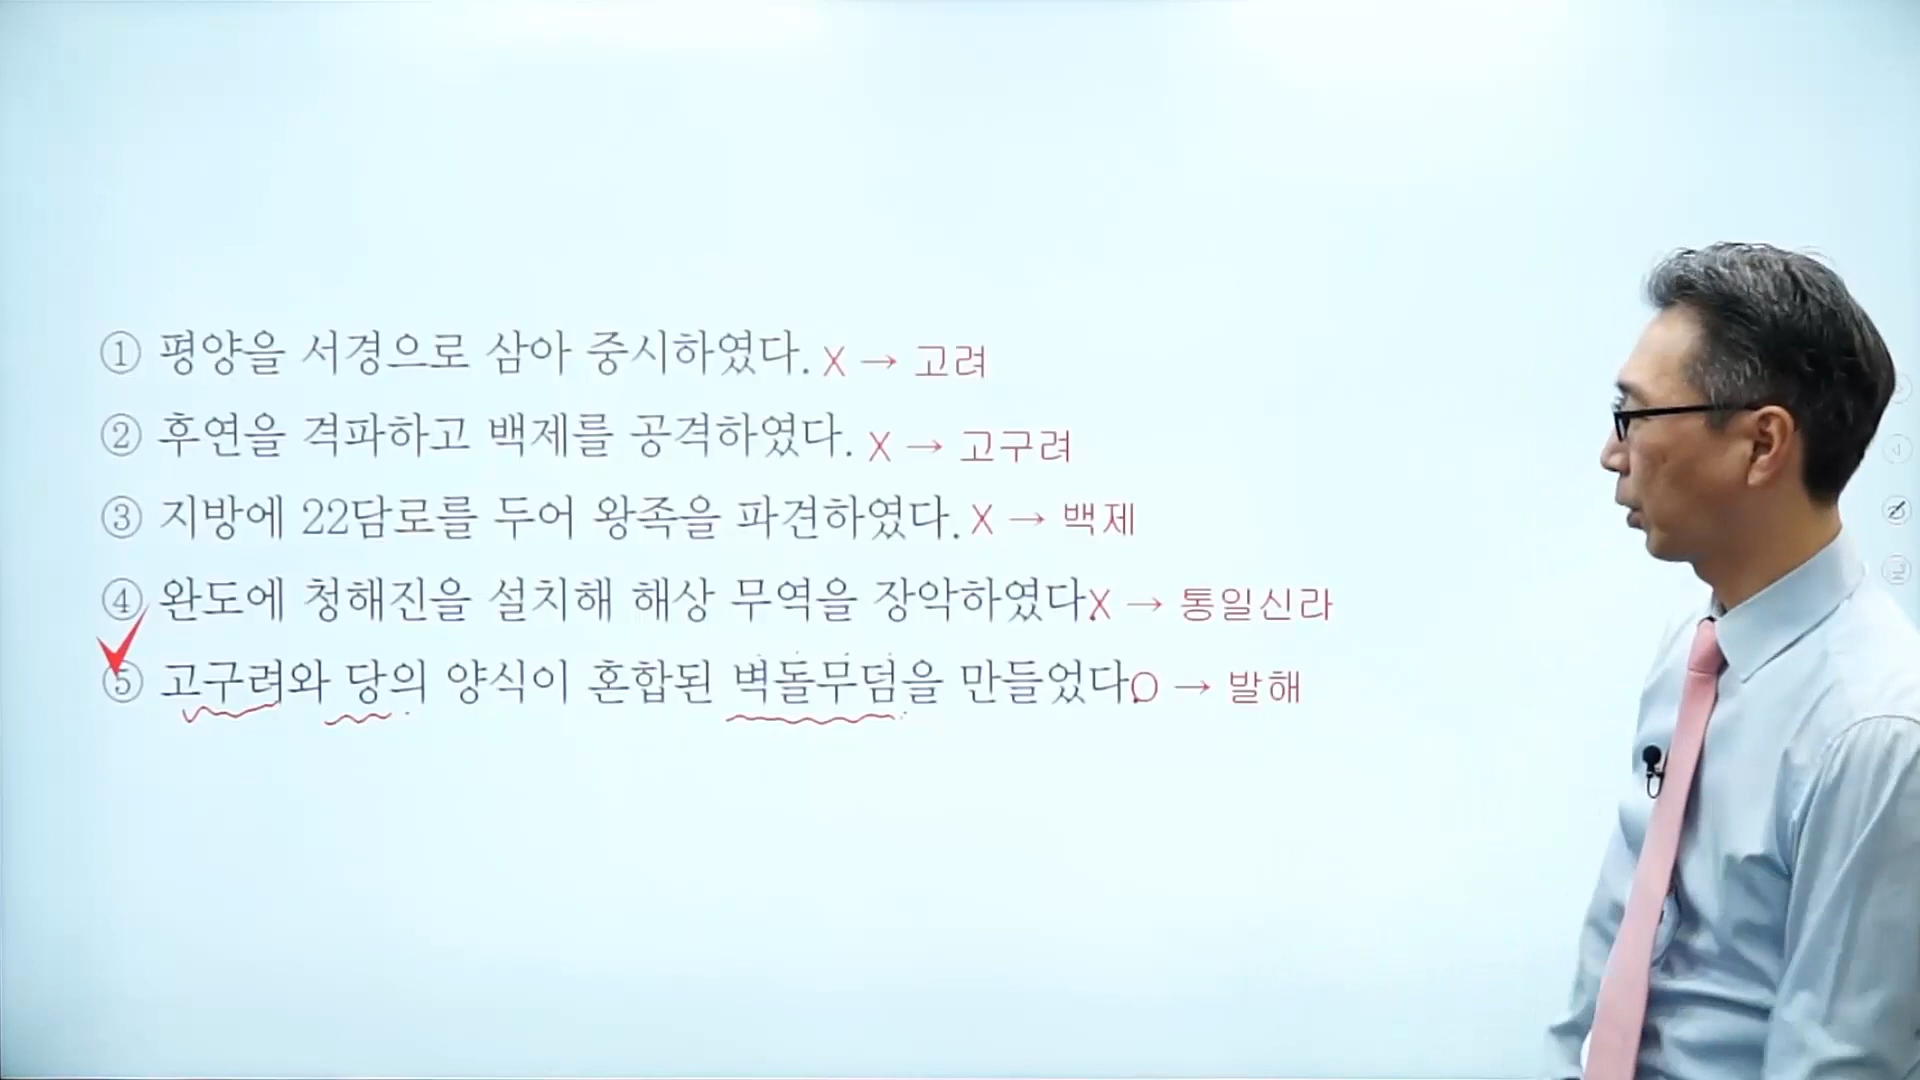 ① 평양을 서경으로 삼아 중시하였다. X → 고려
② 후연을 격파하고 백제를 공격하였다. X → 고구려
③ 지방에 22담로를 두어 왕족을 파견하였다. X → 백제
④ 완도에 청해진을 설치해 해상 무역을 장악하였다. X → 통일신라
⑤ 고구려와 당의 양식이 혼합된 벽돌무덤을 만들었다. O → 발해